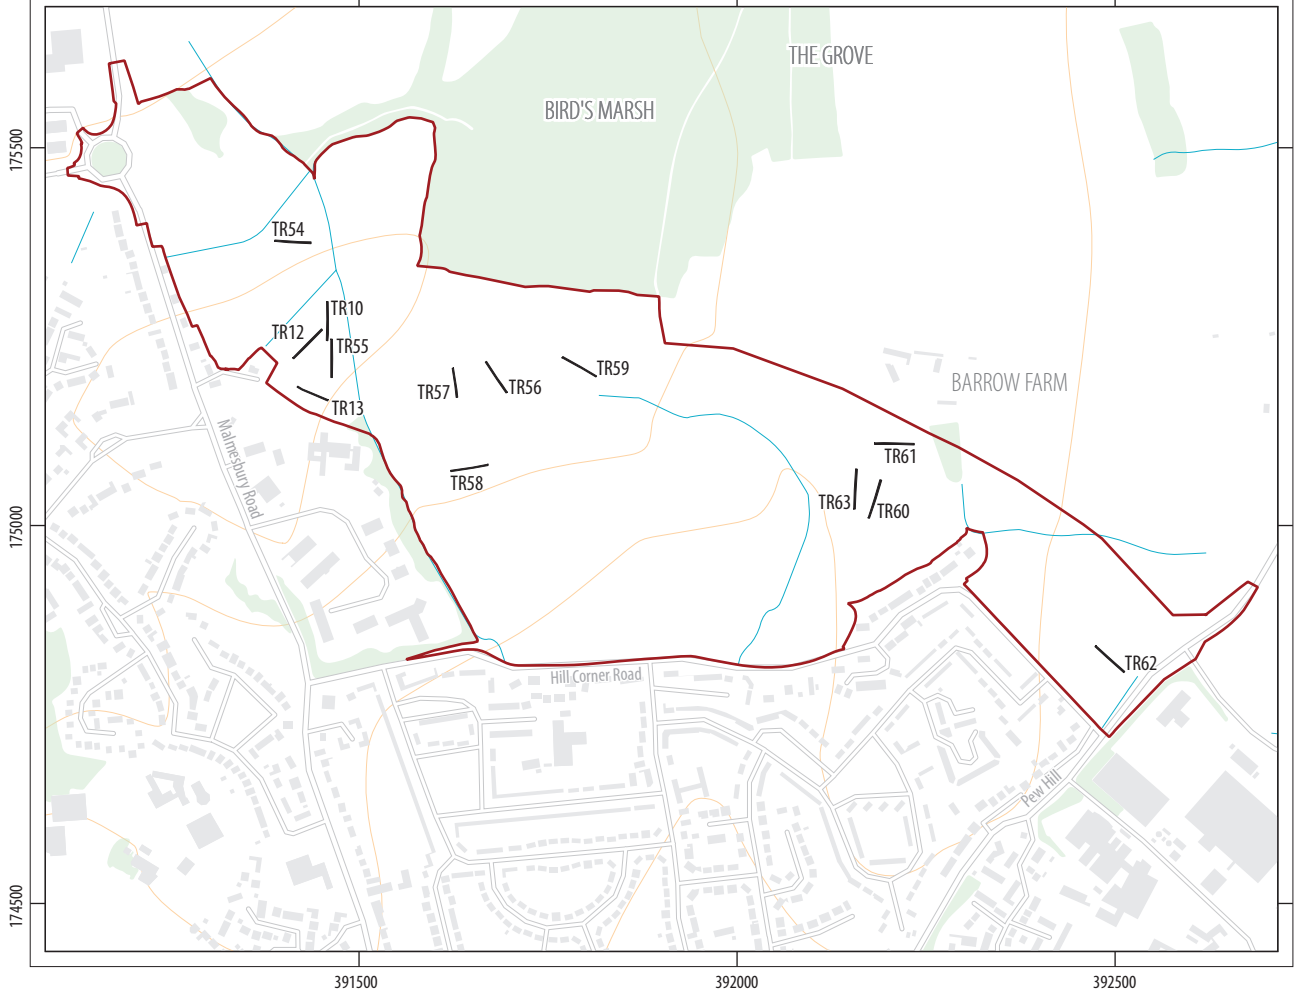 THE GROVE
BIRD'S MARSH
175500
TR54
TR10
TR12
TR55
TR59
TR57
TR56
BARROW FARM
TR13
Malmesbury Road
TR61
TR58
TR63
TR60
175000
TR62
Hill Corner Road
Pew Hill
174500
391500
392000
392500